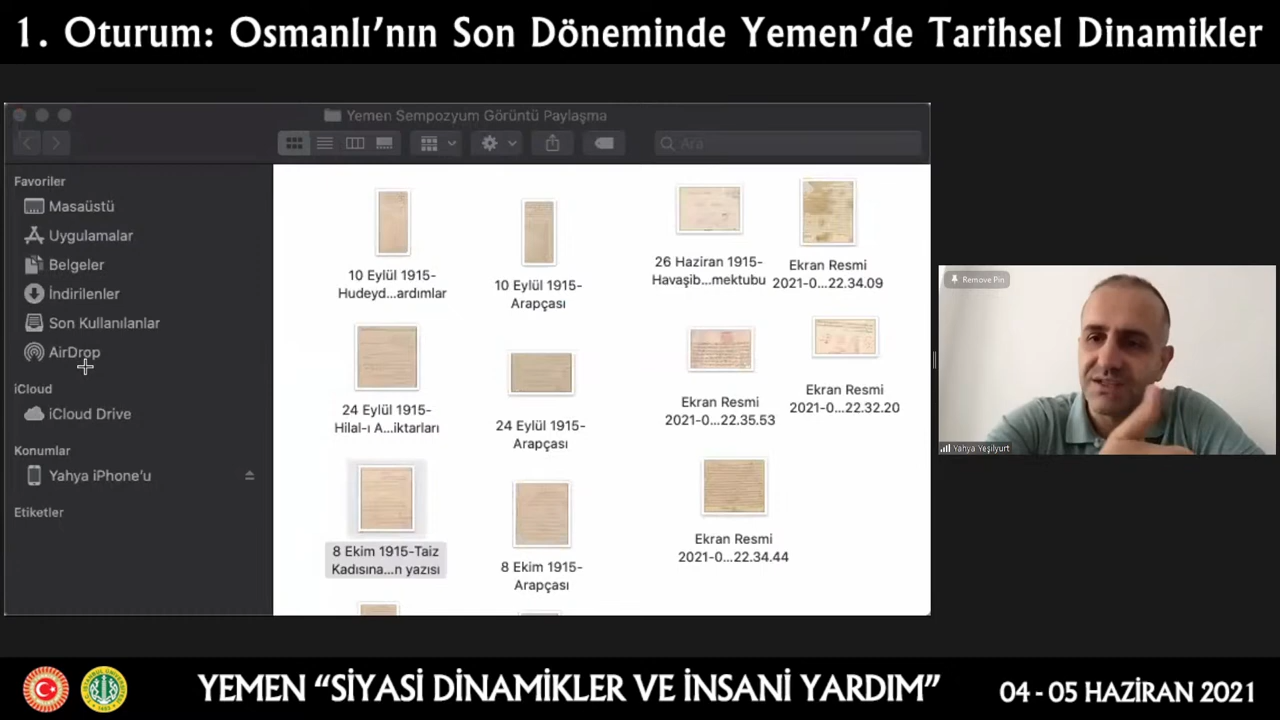 1. Oturum: Osmanlı’nın Son Döneminde Yemen’de Tarihsel Dinamikler
Yemen Sempozyum Görüntü Paylaşma
Ara
Favoriler
Masaüstü
Uygulamalar
Belgeler
İndirilenler
Son Kullanılanlar
AirDrop
iCloud
iCloud Drive
Konumlar
Yahya iPhone’u
Etiketler
10 Eylül 1915-
Hudeyd...ardımlar
10 Eylül 1915-
Arapçası
26 Haziran 1915-
Havaşib...mektubu
Ekran Resmi
2021-0...22.34.09
24 Eylül 1915-
Hilal-ı A...iktarları
24 Eylül 1915-
Arapçası
Ekran Resmi
2021-0...22.35.53
Ekran Resmi
2021-0...22.32.20
8 Ekim 1915-Taiz
Kadısına...n yazısı
8 Ekim 1915-
Arapçası
Ekran Resmi
2021-0...22.34.44
Remove Pin
Yahya Yeşilyurt
YEMEN “SİYASİ DİNAMİKLER VE İNSANİ YARDIM”
04 - 05 HAZİRAN 2021